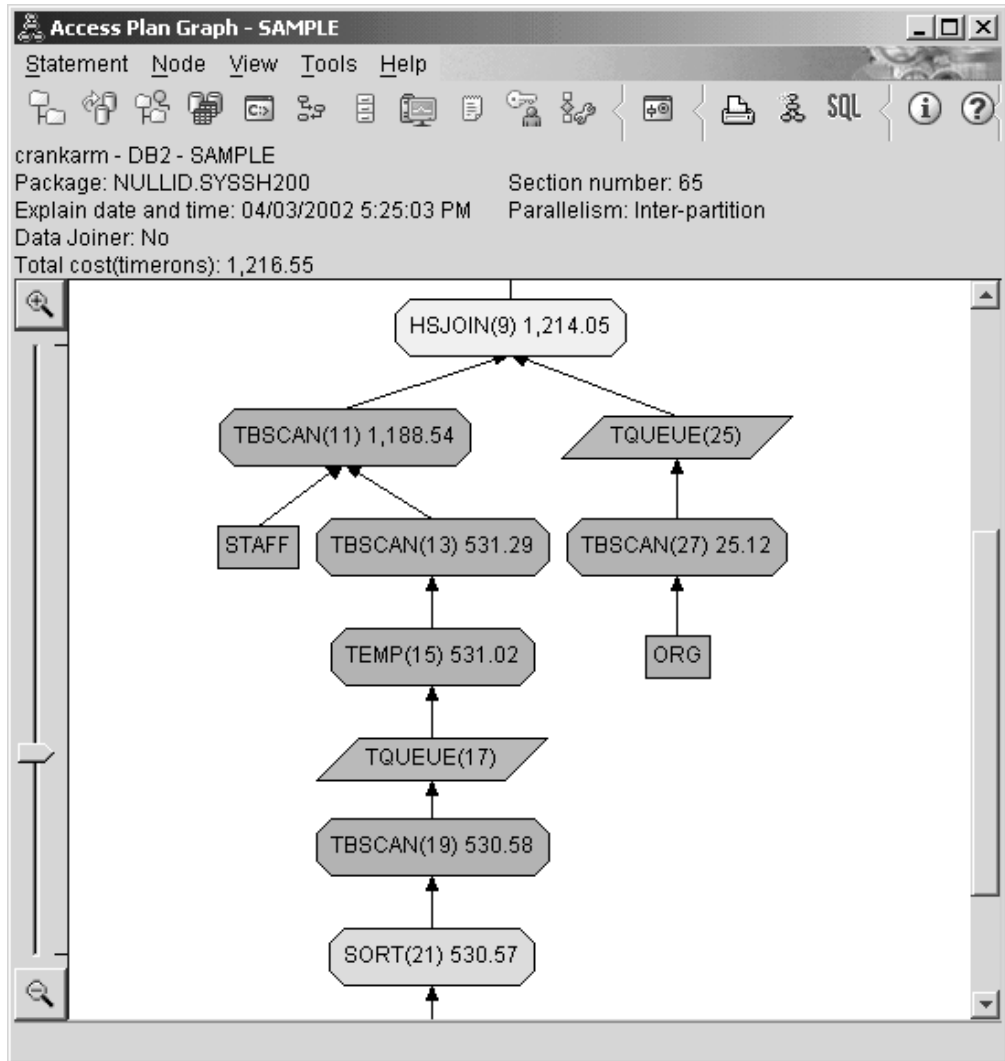 Access Plan Graph - SAMPLE
Statement Node View Tools Help
C:> SQL i ?
crankarm - DB2 - SAMPLE
Package: NULLID.SYSSH200 Section number: 65
Explain date and time: 04/03/2002 5:25:03 PM Parallelism: Inter-partition
Data Joiner: No
Total cost(timerons): 1,216.55
HSJOIN(9) 1,214.05
TBSCAN(11) 1,188.54 TQUEUE(25)
STAFF TBSCAN(13) 531.29 TBSCAN(27) 25.12
TEMP(15) 531.02 ORG
TQUEUE(17)
TBSCAN(19) 530.58
SORT(21) 530.57